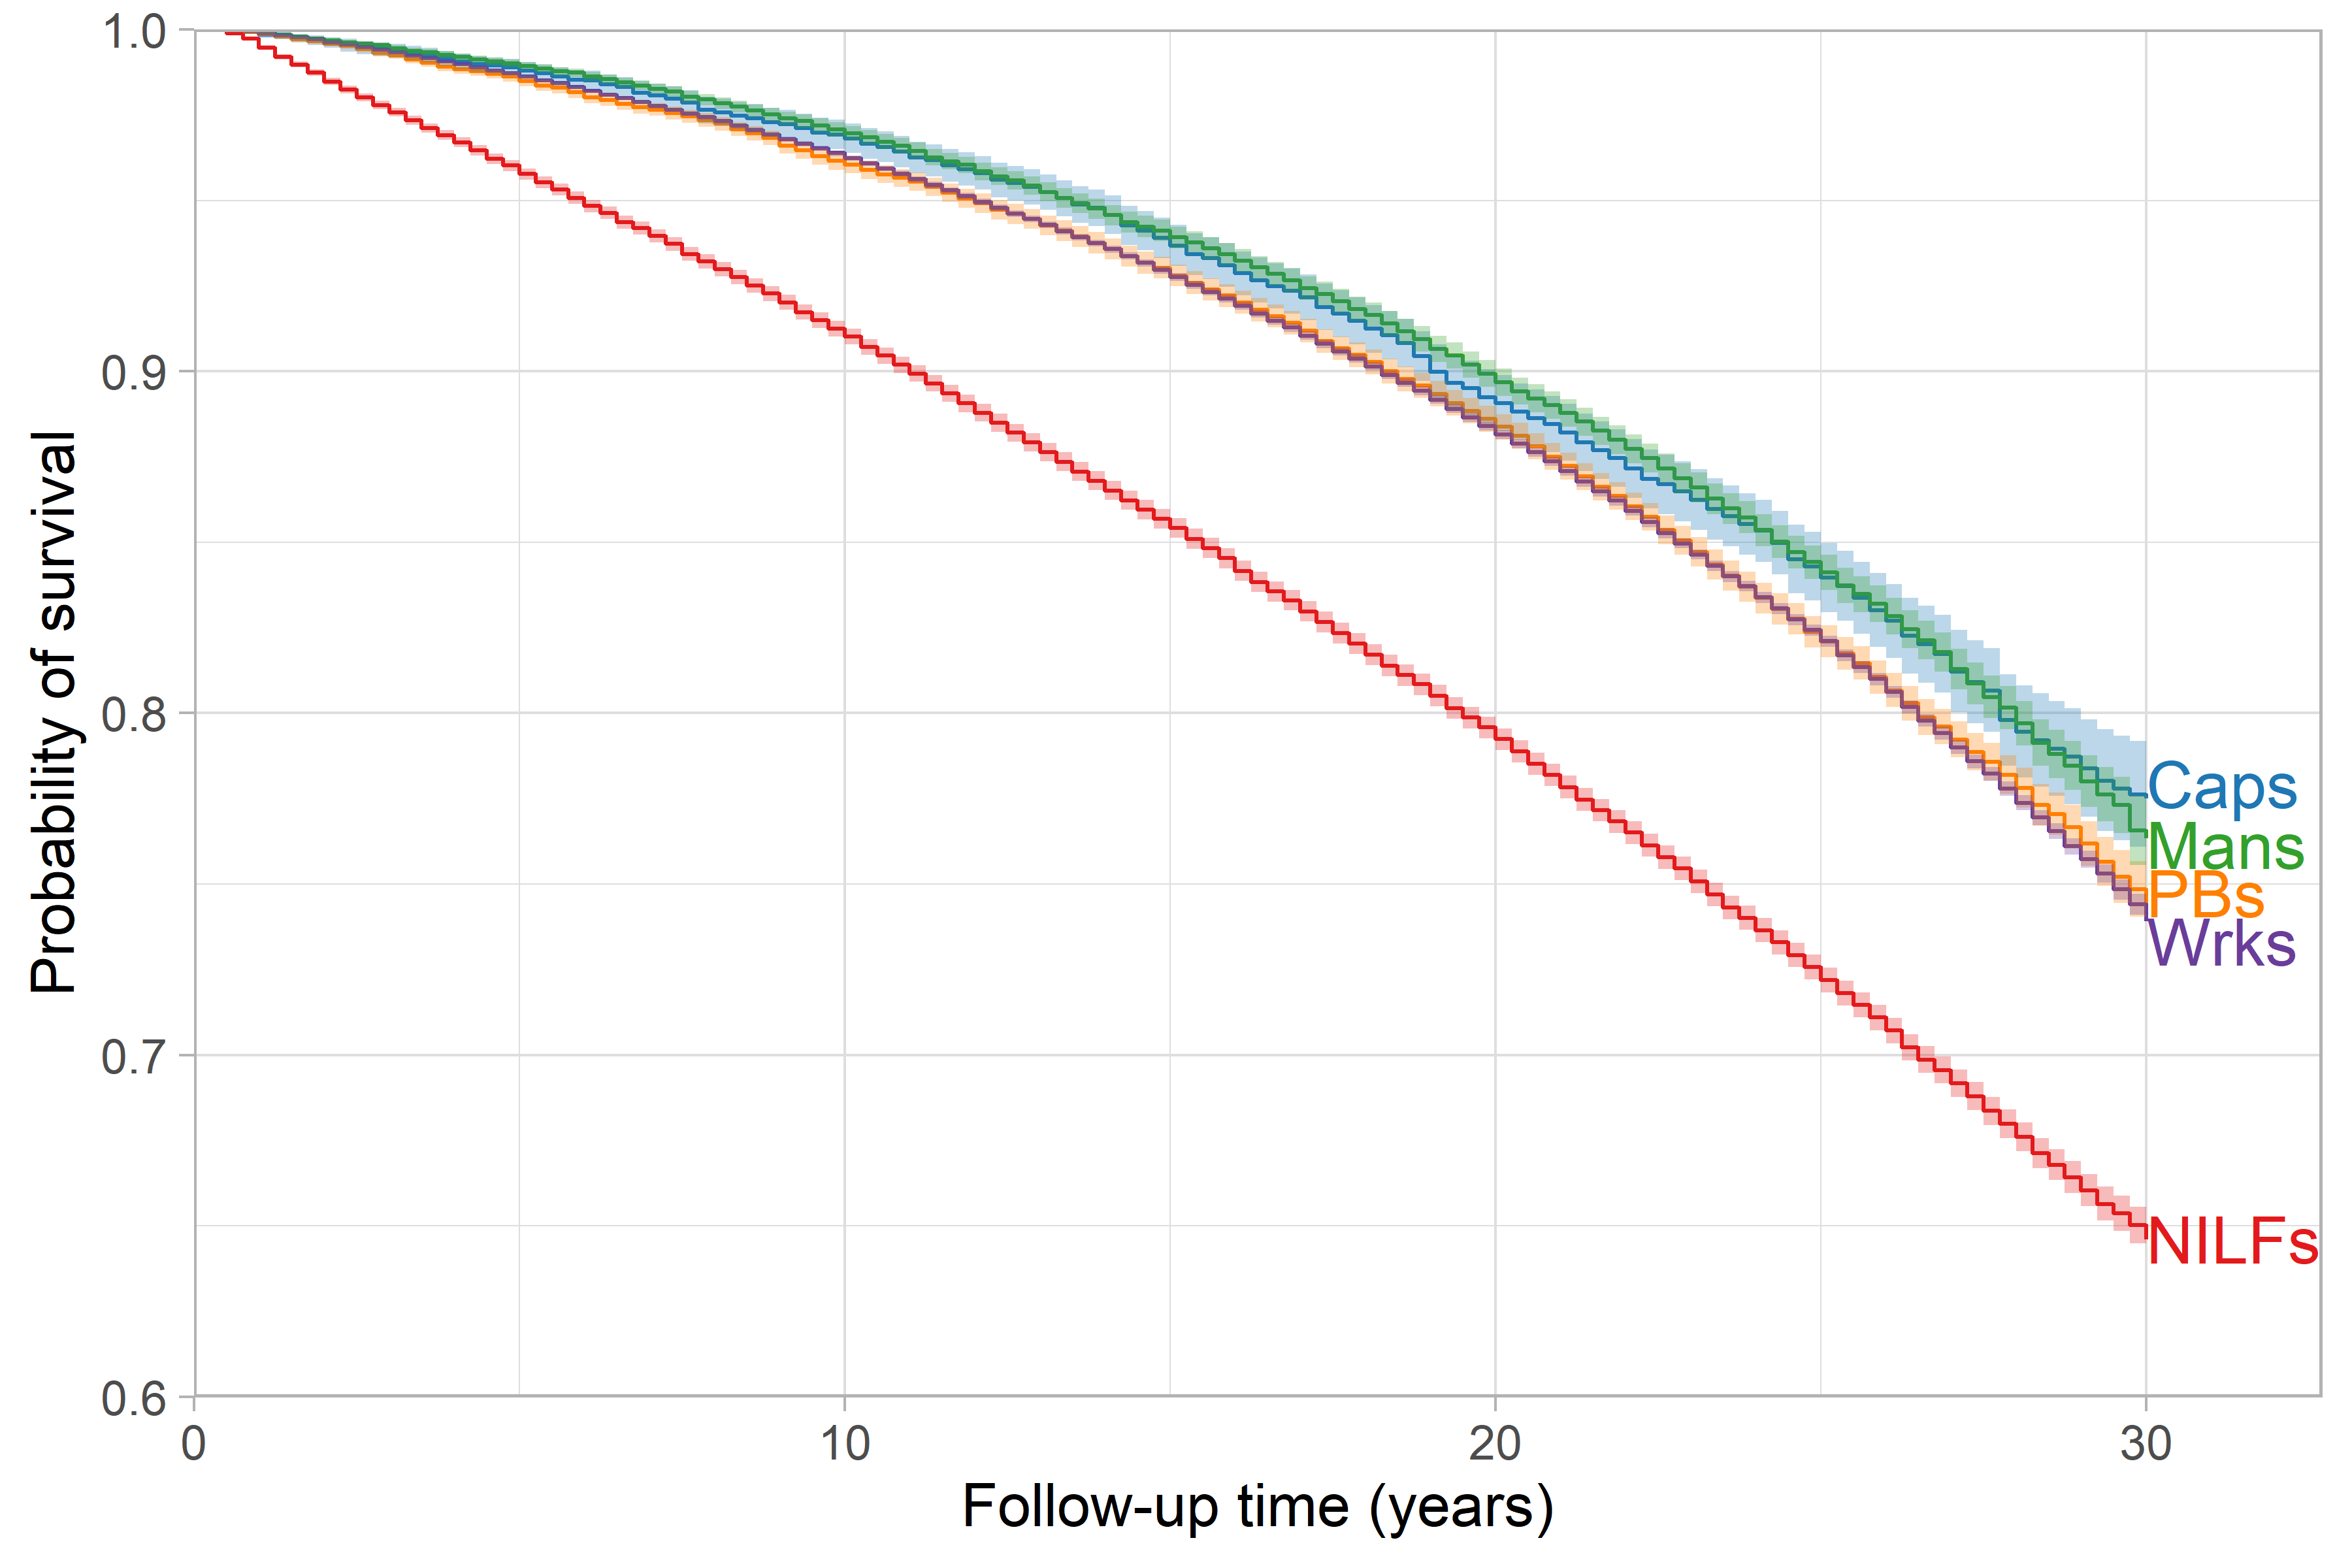 Probability of survival
1.0
0.9
0.8
0.7
0.6
0
10
20
30
Follow-up time (years)
Caps
Mans
PBs
Wrks
NILFs